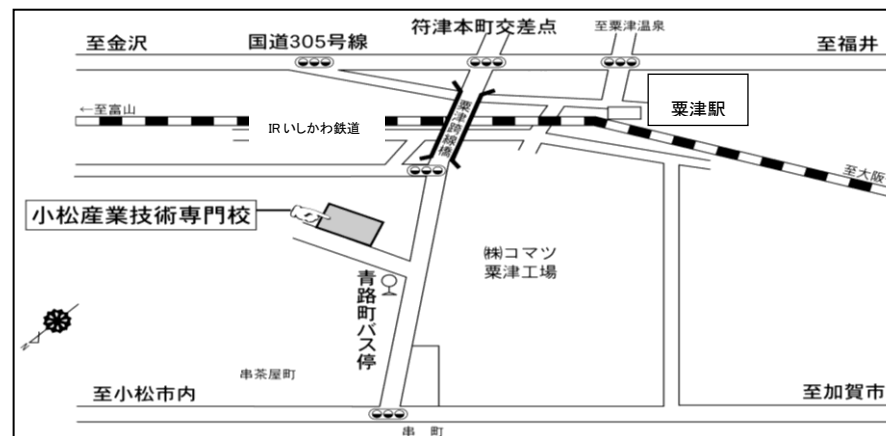 符津本町交差点
至粟津温泉
至金沢
国道305号線
至福井
←至富山
IRいしかわ鉄道
粟津跨線橋
粟津駅
至大阪
小松産業技術専門校
㈱コマツ
粟津工場
青路町バス停
N
串茶屋町
至小松市内
至加賀市
串 町